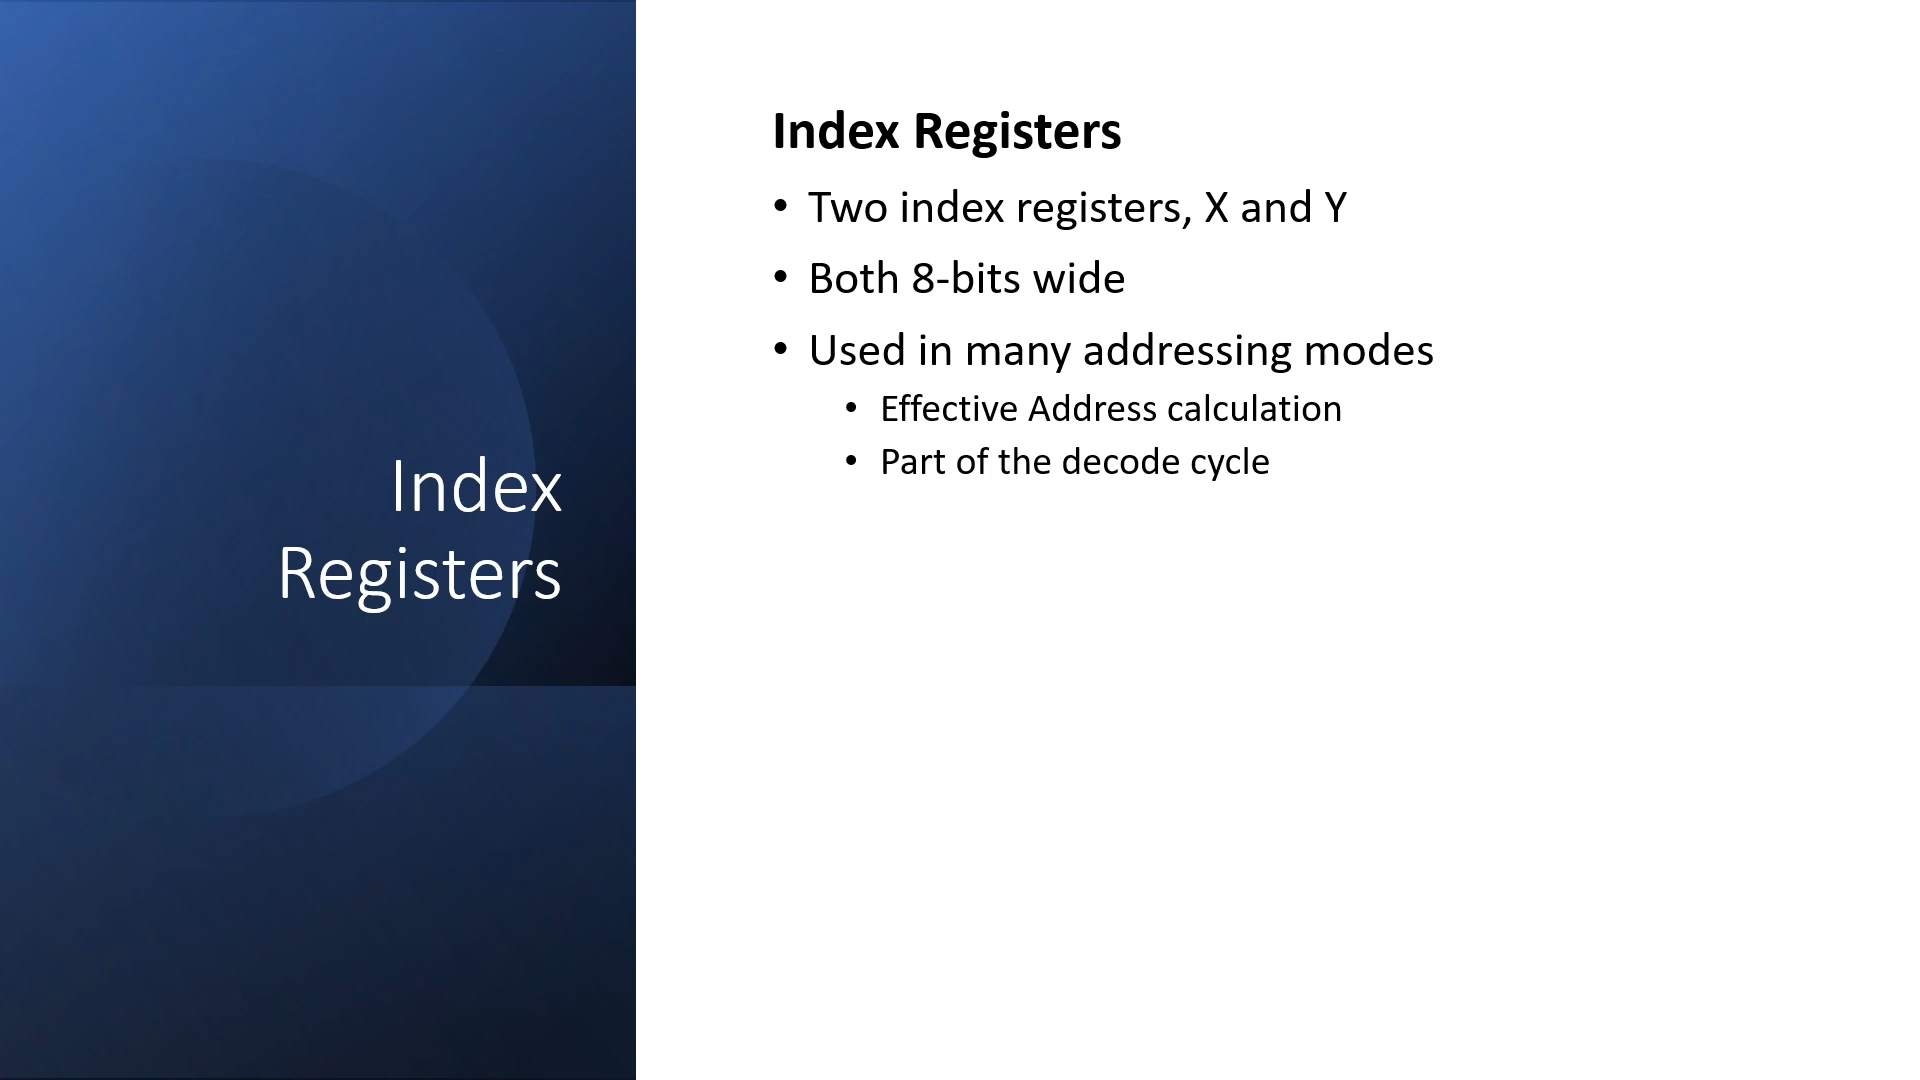 Index
Registers
Index Registers
• Two index registers, X and Y
• Both 8-bits wide
• Used in many addressing modes
• Effective Address calculation
• Part of the decode cycle